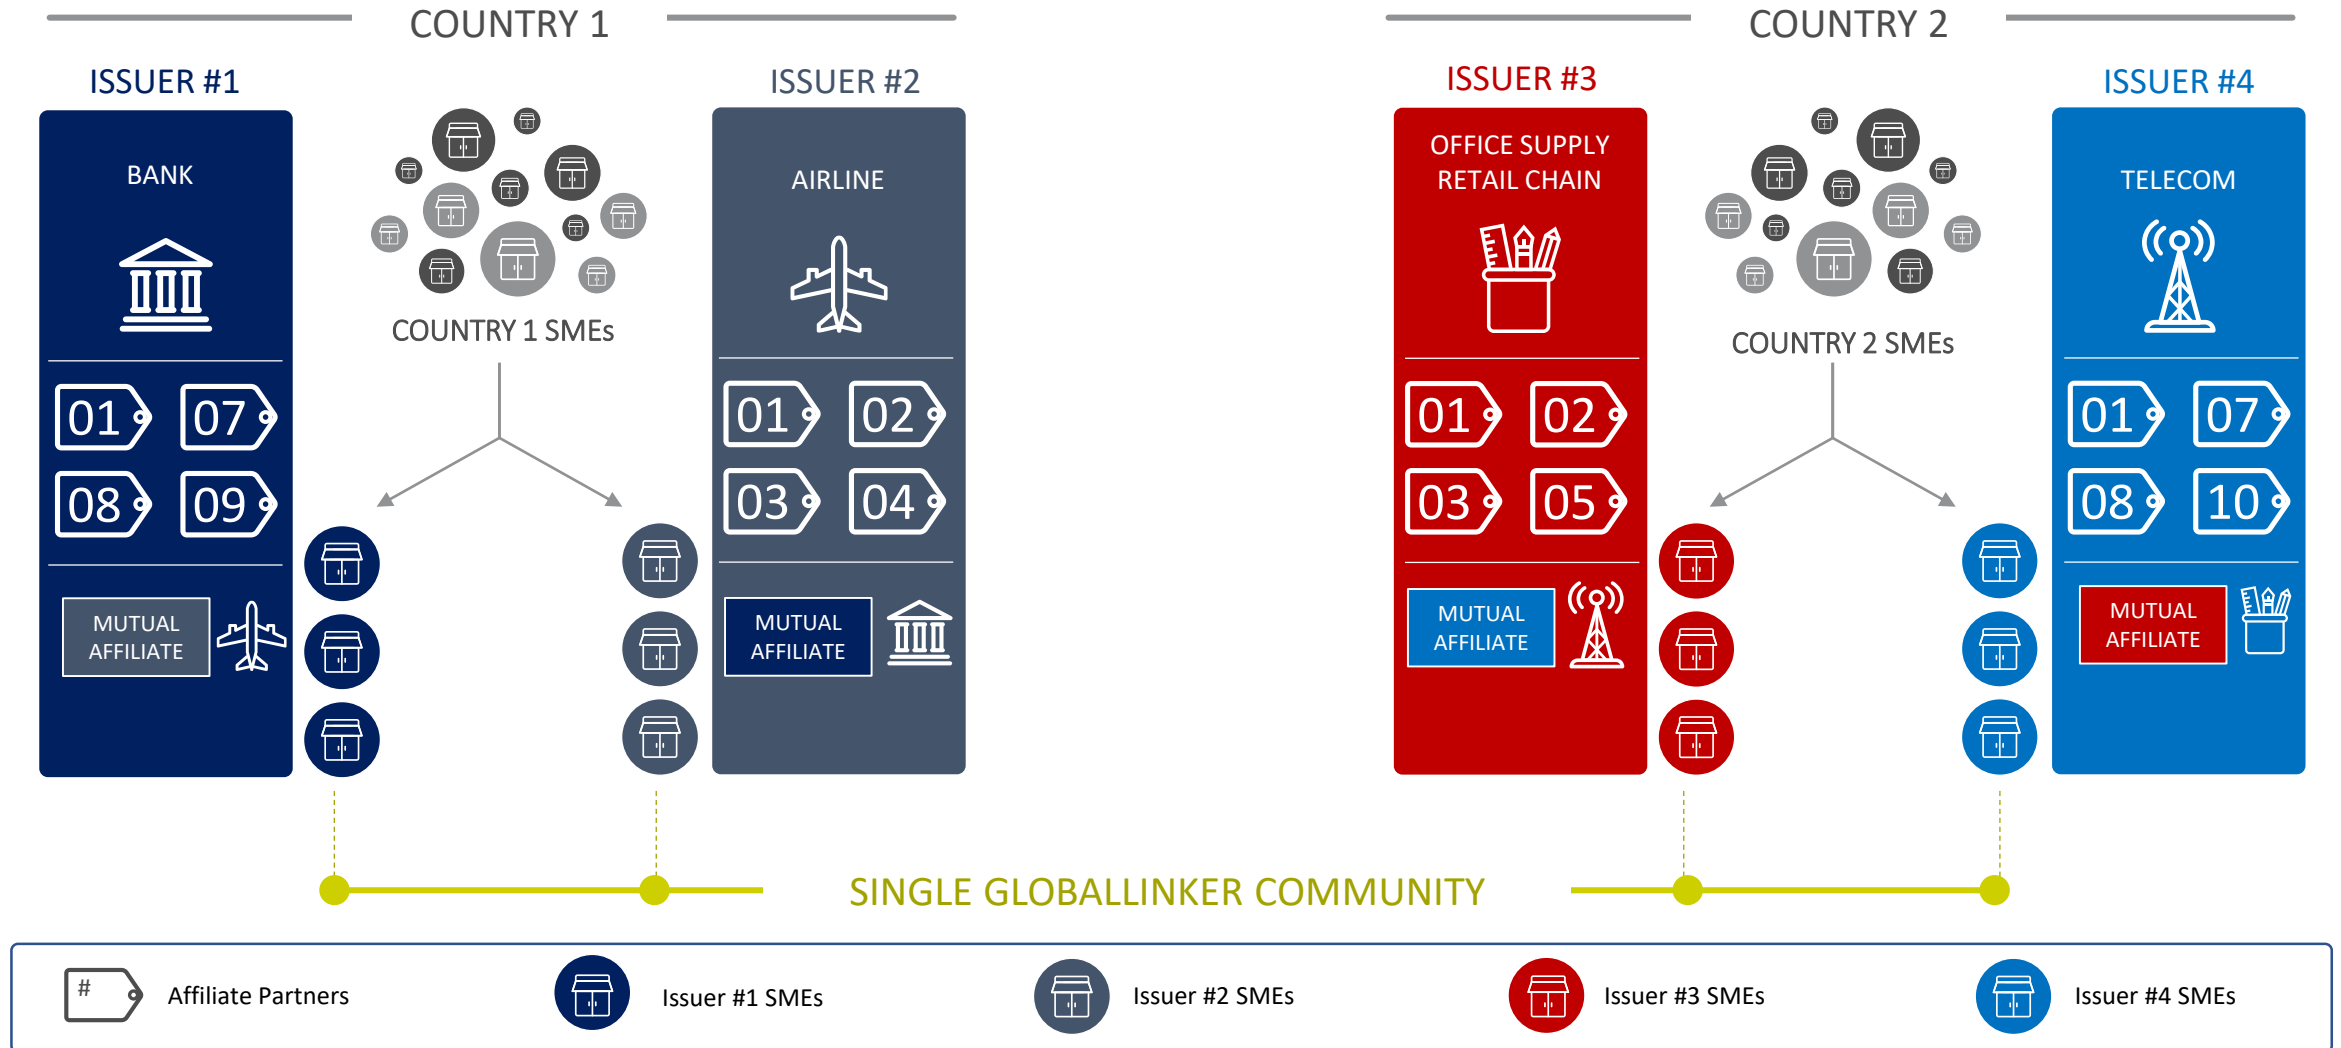 COUNTRY 1
COUNTRY 2
ISSUER #1
ISSUER #2
ISSUER #3
ISSUER #4
BANK
AIRLINE
OFFICE SUPPLY
RETAIL CHAIN
TELECOM
COUNTRY 1 SMEs
COUNTRY 2 SMEs
01 07
08 09
01 02
03 04
01 02
03 05
01 07
08 10
MUTUAL
AFFILIATE
MUTUAL
AFFILIATE
MUTUAL
AFFILIATE
MUTUAL
AFFILIATE
SINGLE GLOBALLINKER COMMUNITY
# Affiliate Partners
Issuer #1 SMEs
Issuer #2 SMEs
Issuer #3 SMEs
Issuer #4 SMEs